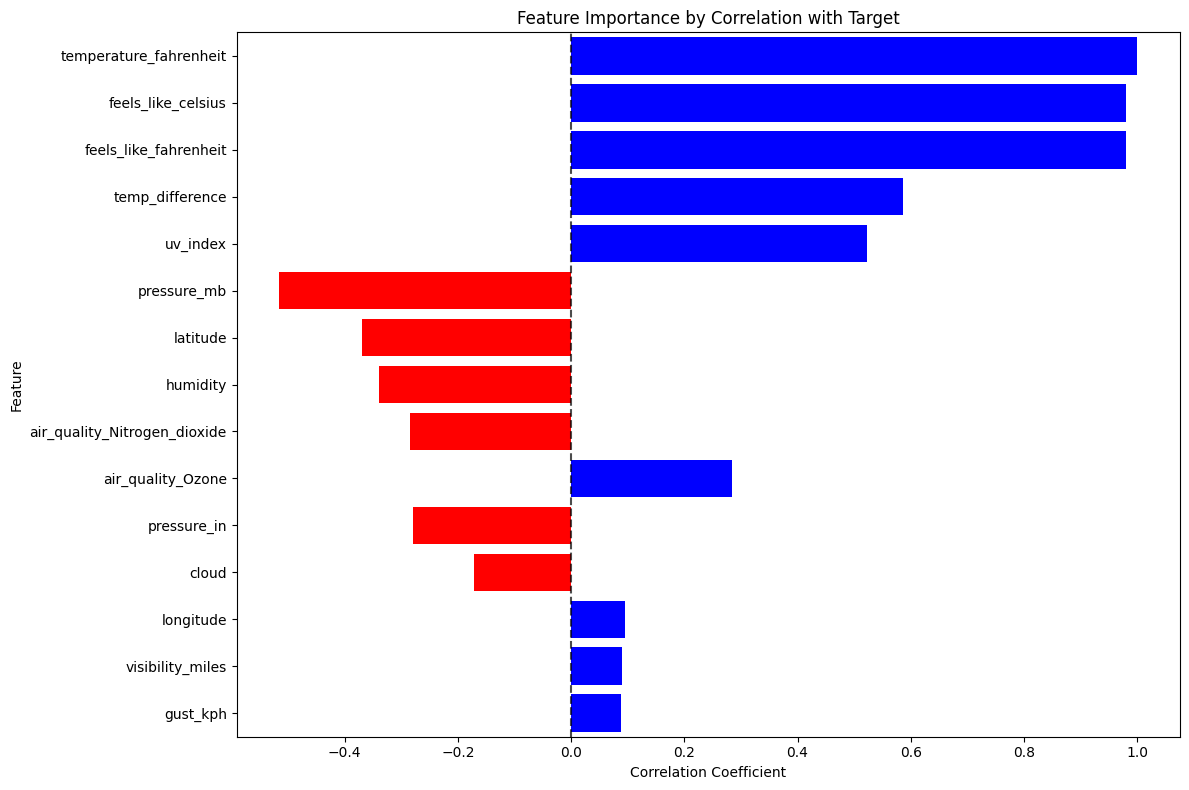 Feature Importance by Correlation with Target
temperature_fahrenheit
feels_like_celsius
feels_like_fahrenheit
temp_difference
uv_index
pressure_mb
latitude
humidity
air_quality_Nitrogen_dioxide
air_quality_Ozone
pressure_in
cloud
longitude
visibility_miles
gust_kph
Feature
−0.4 −0.2 0.0 0.2 0.4 0.6 0.8 1.0
Correlation Coefficient